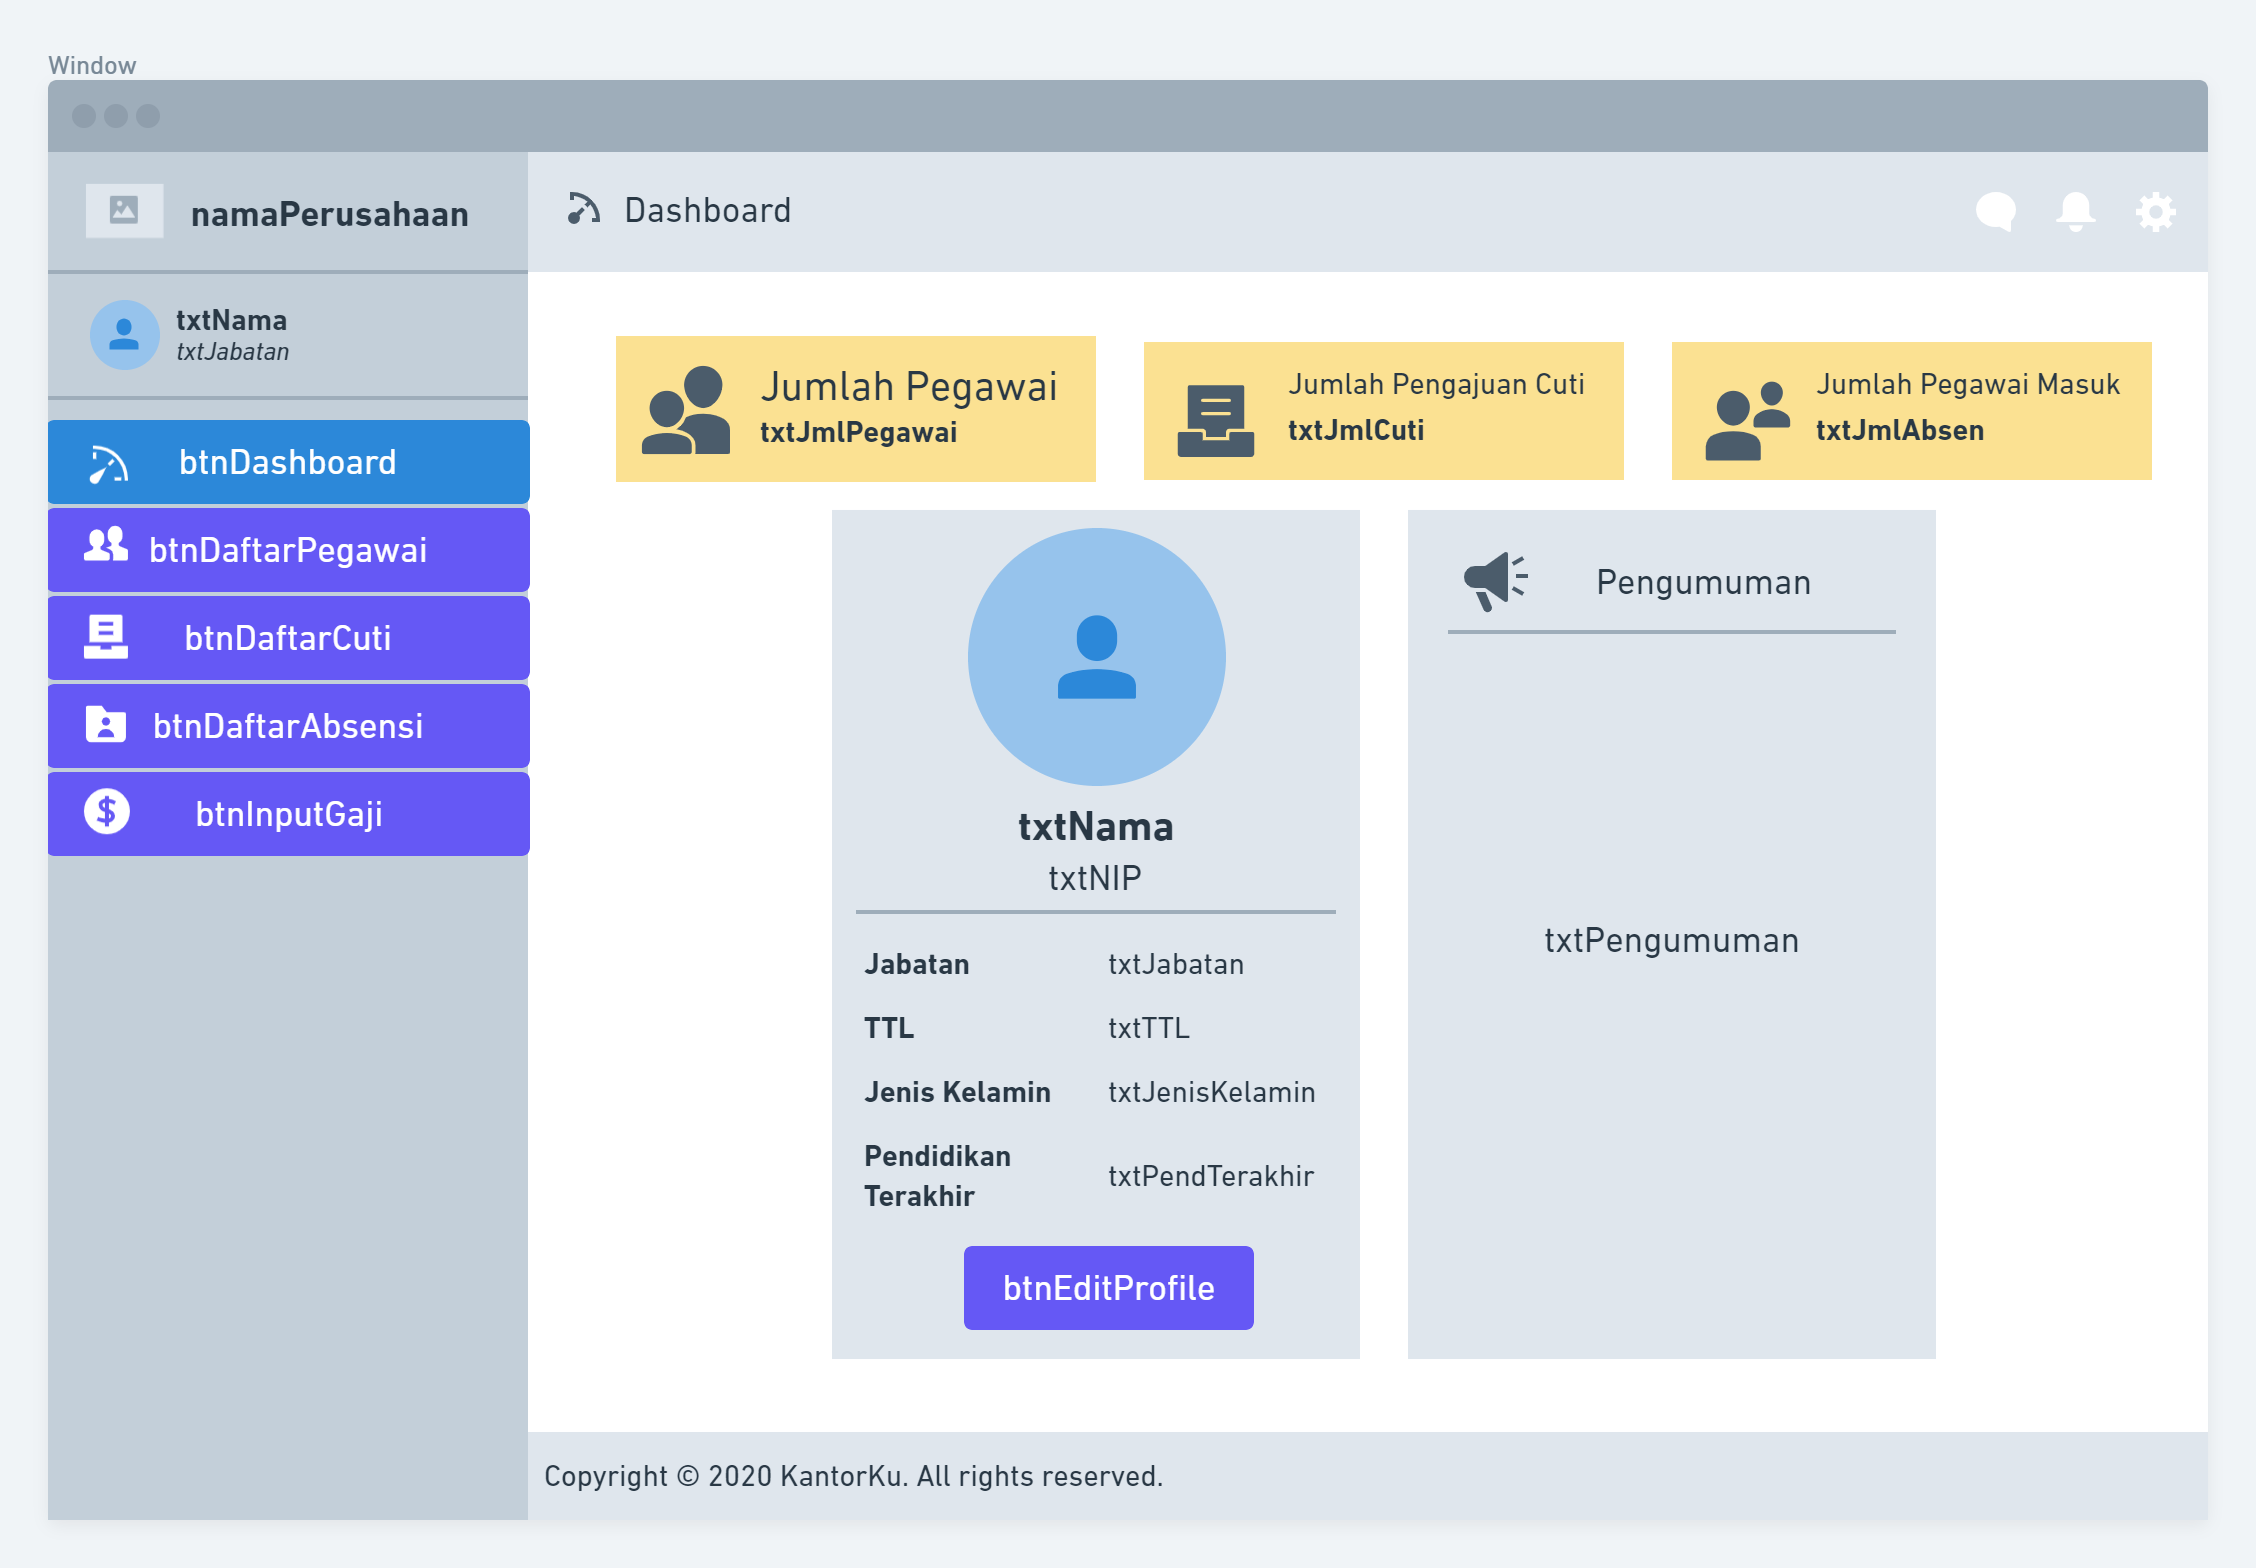 Window
namaPerusahaan
Dashboard
txtNama
txtJabatan
btnDashboard
btnDaftarPegawai
btnDaftarCuti
btnDaftarAbsensi
btnInputGaji
Jumlah Pegawai
txtJmlPegawai
Jumlah Pengajuan Cuti
txtJmlCuti
Jumlah Pegawai Masuk
txtJmlAbsen
txtNama
txtNIP
Jabatan txtJabatan
TTL txtTTL
Jenis Kelamin txtJenisKelamin
Pendidikan
Terakhir
txtPendTerakhir
btnEditProfile
Pengumuman
txtPengumuman
Copyright © 2020 KantorKu. All rights reserved.